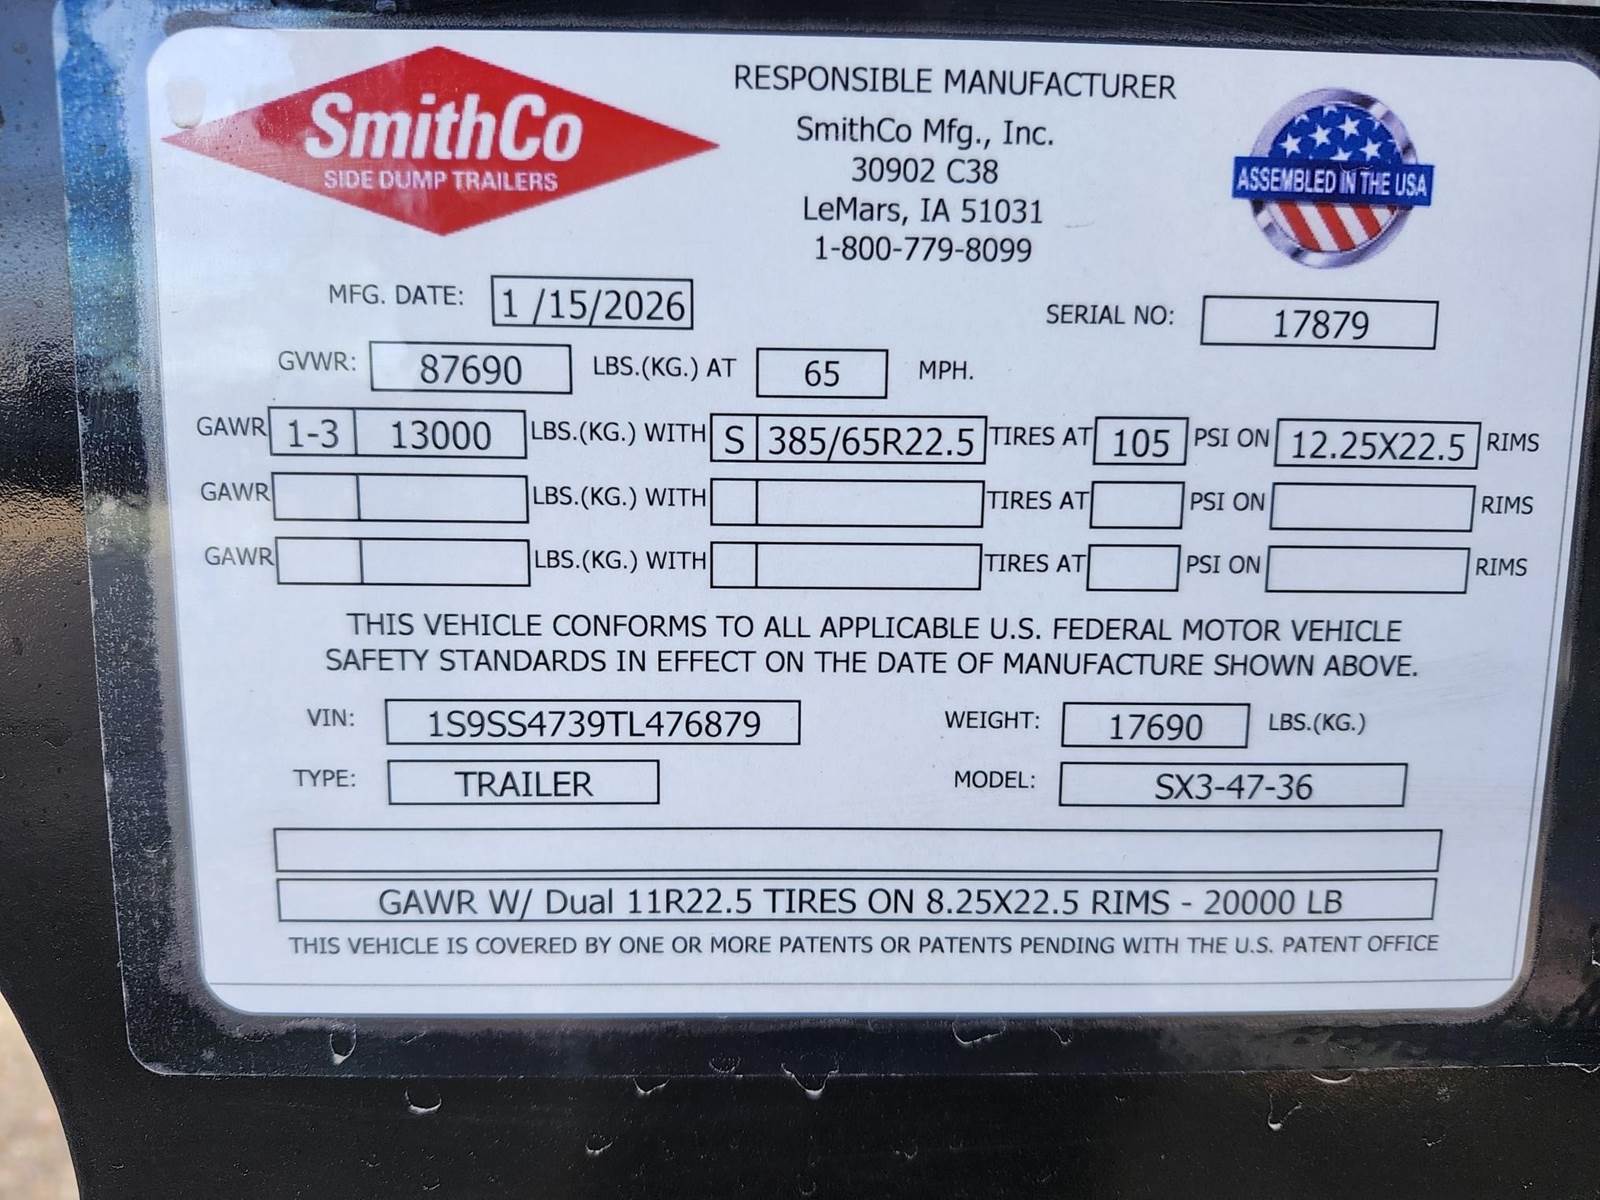 SmithCo
SIDE DUMP TRAILERS
RESPONSIBLE MANUFACTURER
SmithCo Mfg., Inc.
30902 C38
LeMars, IA 51031
1-800-779-8099
ASSEMBLED IN THE USA
MFG. DATE: 1 /15/2026
SERIAL NO: 17879
GVWR: 87690 LBS.(KG.) AT 65 MPH.
GAWR 1-3 13000 LBS.(KG.) WITH S 385/65R22.5 TIRES AT 105 PSI ON 12.25X22.5 RIMS
GAWR LBS.(KG.) WITH TIRES AT PSI ON RIMS
GAWR LBS.(KG.) WITH TIRES AT PSI ON RIMS
THIS VEHICLE CONFORMS TO ALL APPLICABLE U.S. FEDERAL MOTOR VEHICLE
SAFETY STANDARDS IN EFFECT ON THE DATE OF MANUFACTURE SHOWN ABOVE.
VIN: 1S9SS4739TL476879 WEIGHT: 17690 LBS.(KG.)
TYPE: TRAILER MODEL: SX3-47-36
GAWR W/ Dual 11R22.5 TIRES ON 8.25X22.5 RIMS - 20000 LB
THIS VEHICLE IS COVERED BY ONE OR MORE PATENTS OR PATENTS PENDING WITH THE U.S. PATENT OFFICE